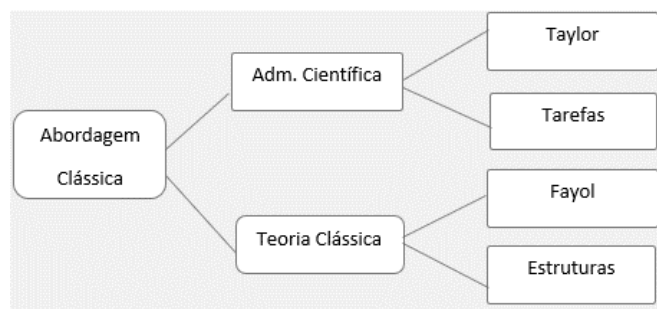 Abordagem
Clássica
Adm. Científica
Teoria Clássica
Taylor
Tarefas
Fayol
Estruturas